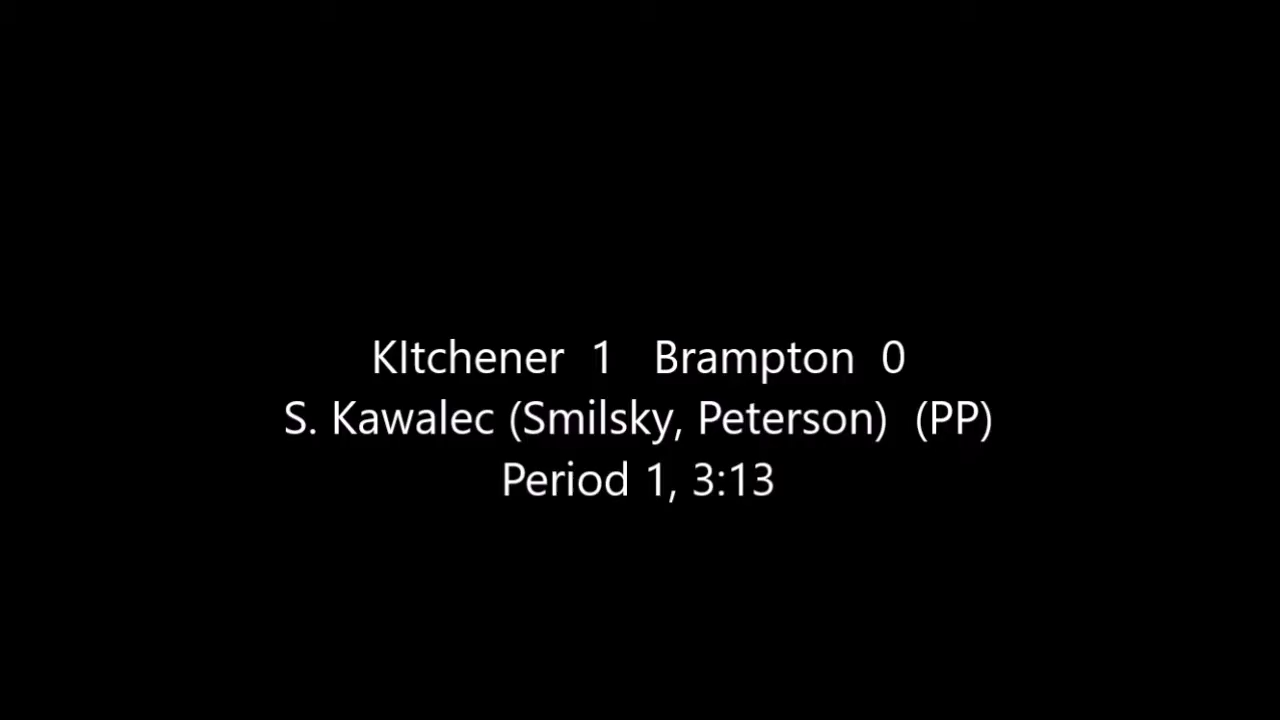 KItchener 1 Brampton 0
S. Kawalec (Smilsky, Peterson) (PP)
Period 1, 3:13